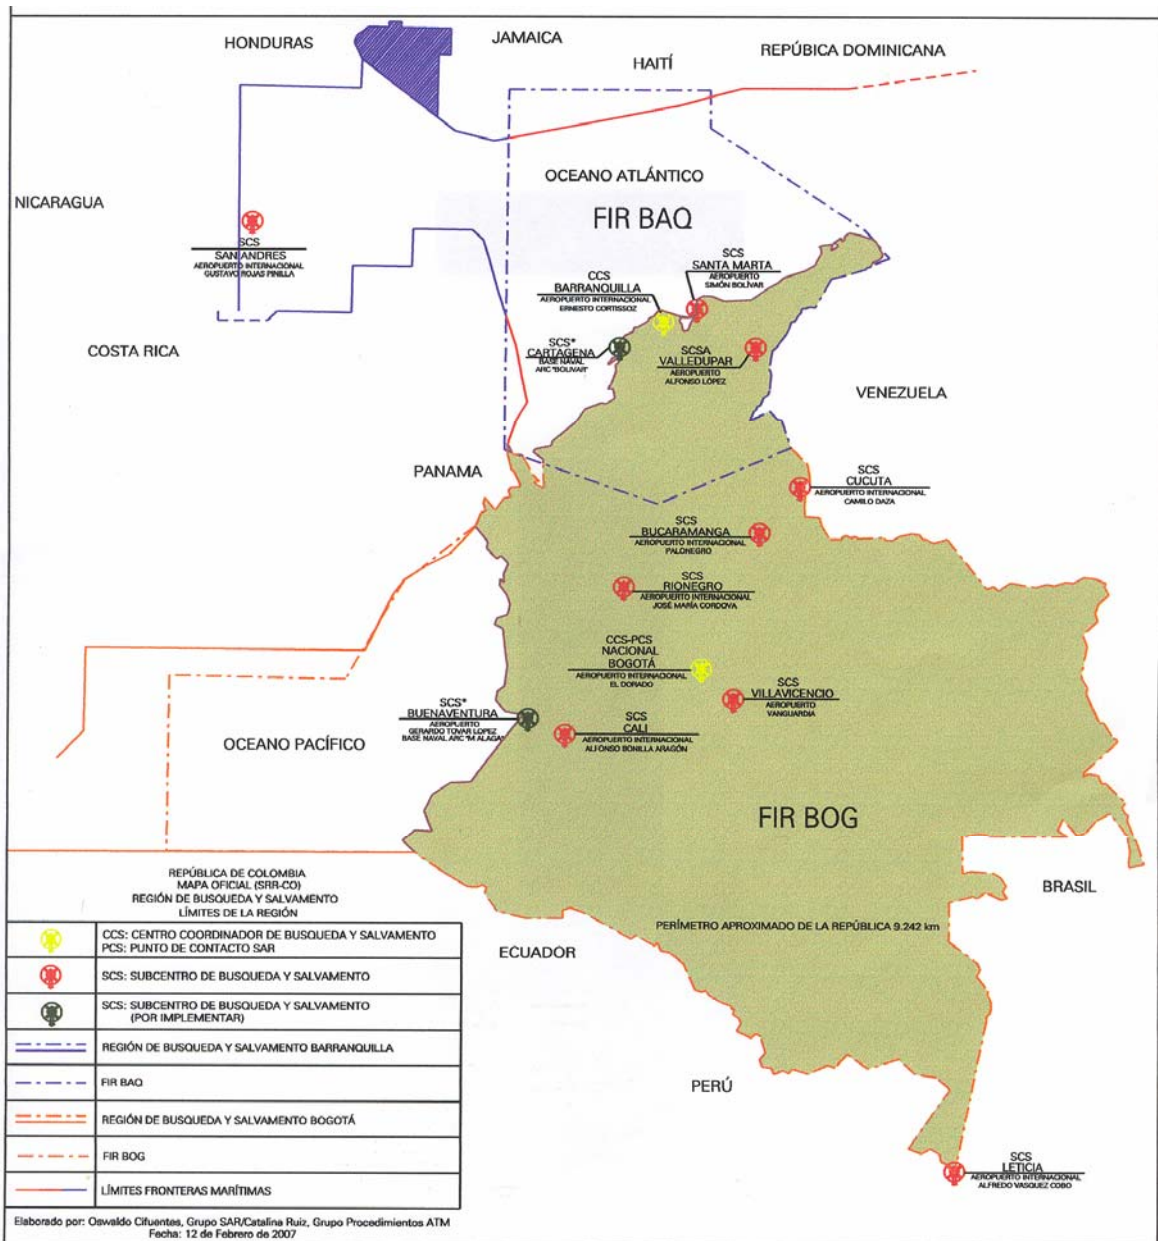 HONDURAS
JAMAICA
HAITÍ
REPÚBICA DOMINICANA
NICARAGUA
OCEANO ATLÁNTICO
FIR BAQ
SCS
SAN ANDRES
AEROPUERTO INTERNACIONAL
GUSTAVO ROJAS PINILLA
SCS
SANTA MARTA
AEROPUERTO
SIMÓN BOLÍVAR
CCS
BARRANQUILLA
AEROPUERTO INTERNACIONAL
ERNESTO CORTISSOZ
COSTA RICA
SCS*
CARTAGENA
BASE NAVAL
ARC "BOLIVAR"
SCSA
VALLEDUPAR
AEROPUERTO
ALFONSO LÓPEZ
VENEZUELA
PANAMA
SCS
CUCUTA
AEROPUERTO INTERNACIONAL
CAMILO DAZA
SCS
BUCARAMANGA
AEROPUERTO INTERNACIONAL
PALONEGRO
SCS
RIONEGRO
AEROPUERTO INTERNACIONAL
JOSÉ MARÍA CORDOVA
CCS-PCS
NACIONAL
BOGOTÁ
AEROPUERTO INTERNACIONAL
EL DORADO
SCS
VILLAVICENCIO
AEROPUERTO
VANGUARDIA
SCS*
BUENAVENTURA
AEROPUERTO
GERARDO TOVAR LOPEZ
BASE NAVAL ARC "M ALAGA"
SCS
CALI
AEROPUERTO INTERNACIONAL
ALFONSO BONILLA ARAGÓN
OCEANO PACÍFICO
FIR BOG
BRASIL
PERÍMETRO APROXIMADO DE LA REPÚBLICA 9.242 km
ECUADOR
PERÚ
SCS
LETICIA
AEROPUERTO INTERNACIONAL
ALFREDO VASQUEZ COBO
REPÚBLICA DE COLOMBIA
MAPA OFICIAL (SRR-CO)
REGIÓN DE BUSQUEDA Y SALVAMENTO
LÍMITES DE LA REGIÓN
CCS: CENTRO COORDINADOR DE BUSQUEDA Y SALVAMENTO
PCS: PUNTO DE CONTACTO SAR
SCS: SUBCENTRO DE BUSQUEDA Y SALVAMENTO
SCS: SUBCENTRO DE BUSQUEDA Y SALVAMENTO
(POR IMPLEMENTAR)
REGIÓN DE BUSQUEDA Y SALVAMENTO BARRANQUILLA
FIR BAQ
REGIÓN DE BUSQUEDA Y SALVAMENTO BOGOTÁ
FIR BOG
LÍMITES FRONTERAS MARÍTIMAS
Elaborado por: Oswaldo Cifuentes, Grupo SAR/Catalina Ruiz, Grupo Procedimientos ATM
Fecha: 12 de Febrero de 2007